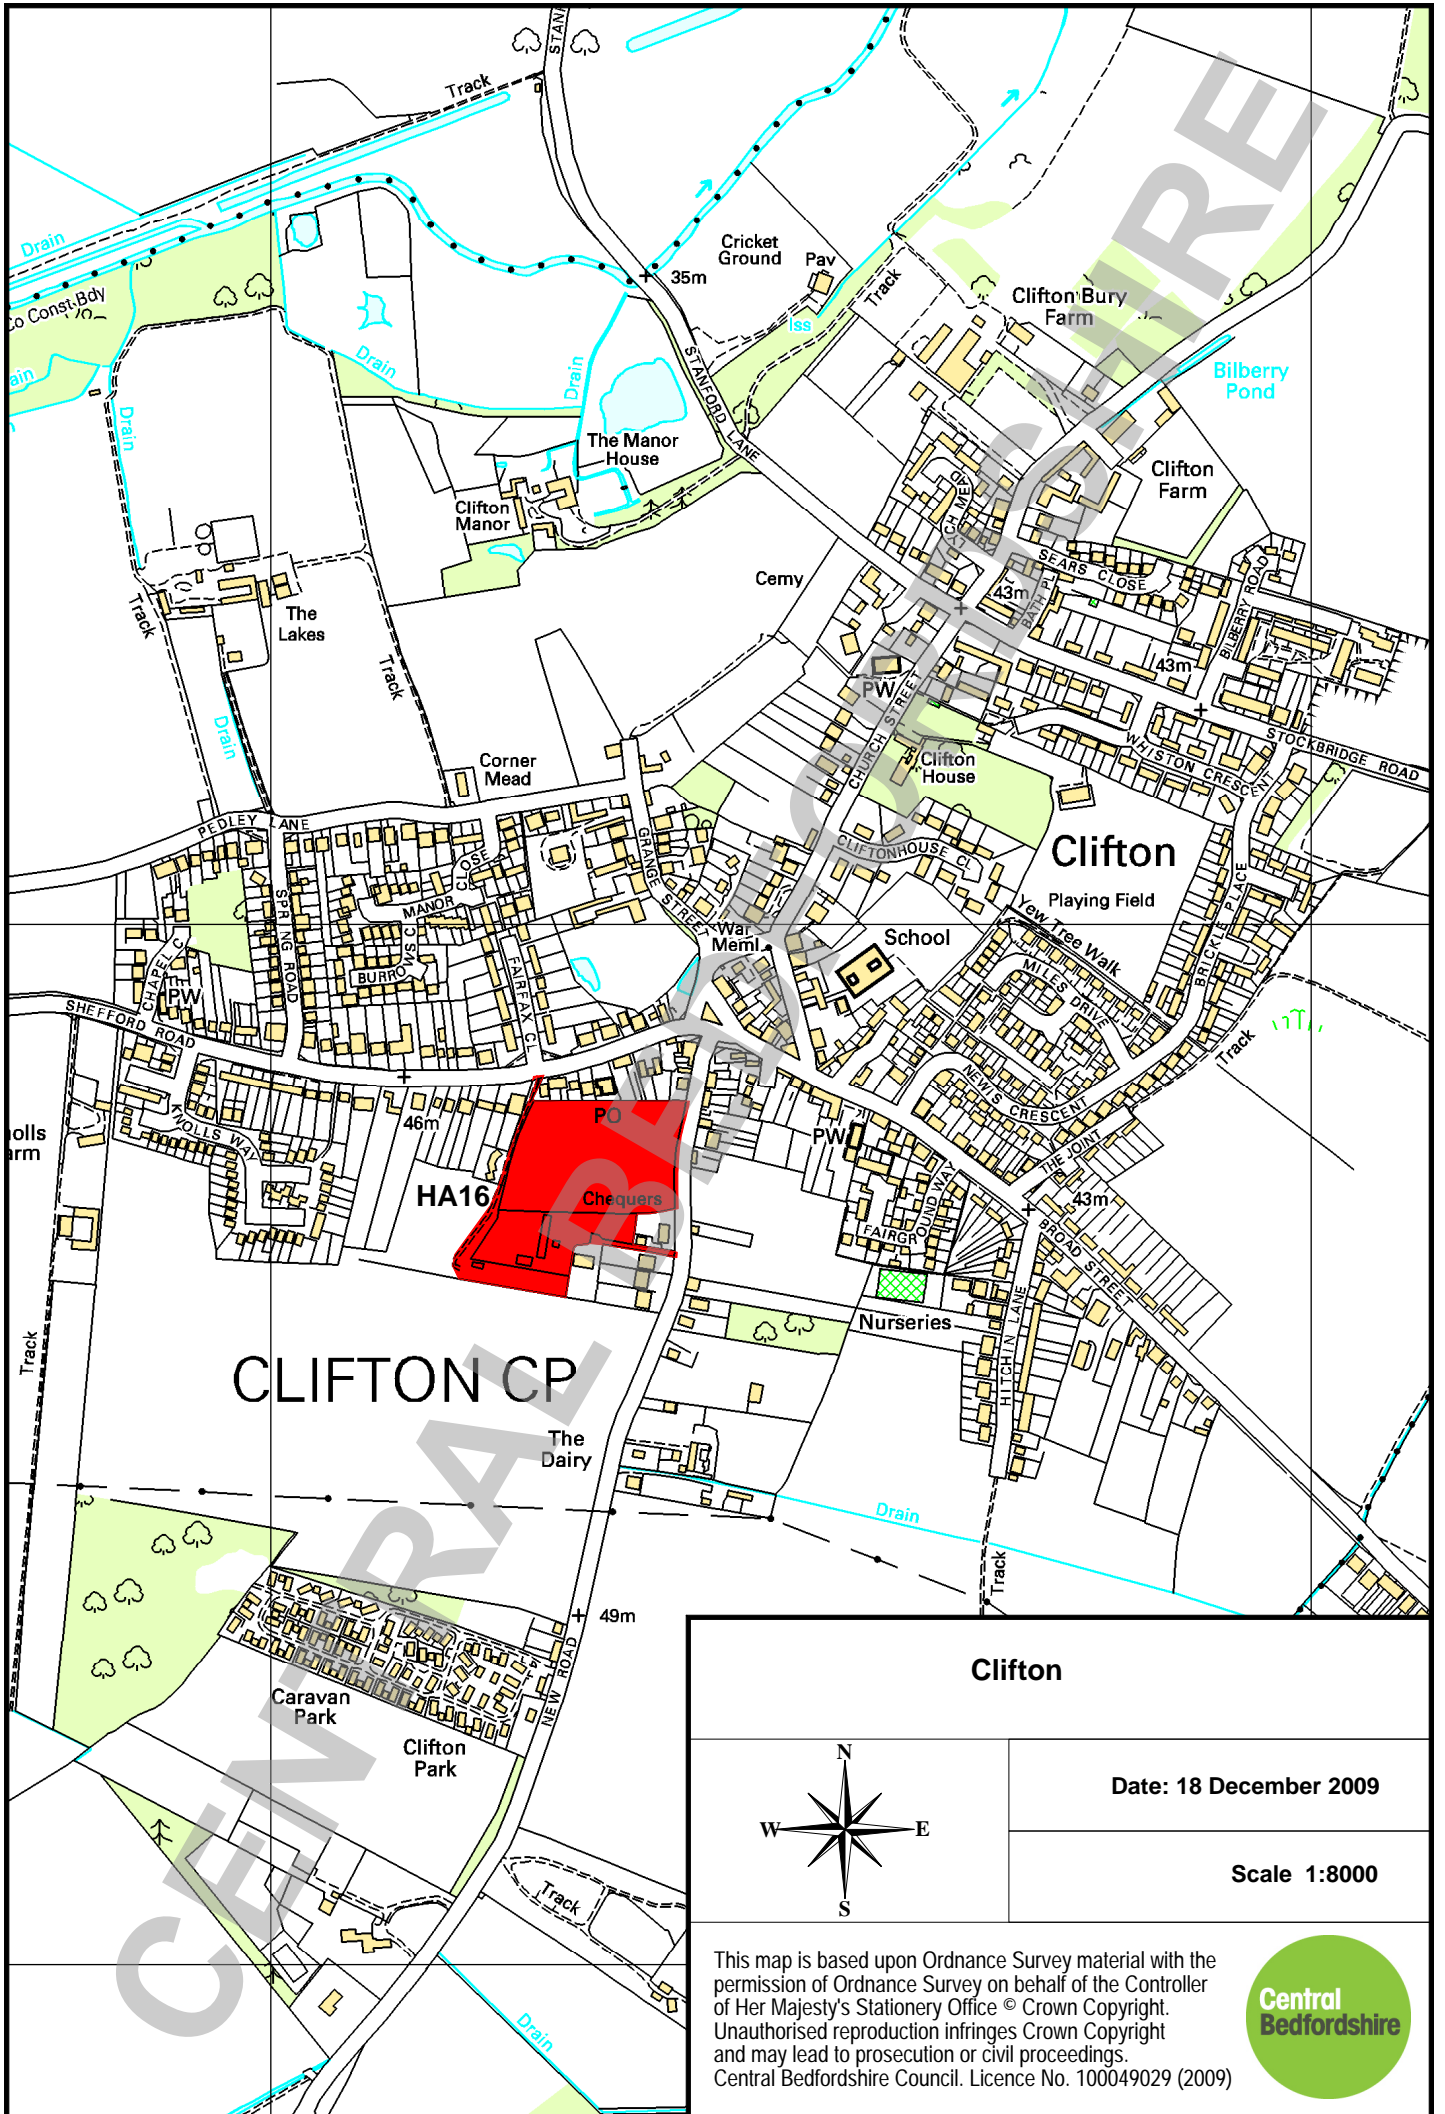 STAN
Track
Drain
Co Const Bdy
ain
Drain
Drain
Drain
35m
Cricket
Ground
Pav
Iss
Track
STANFORD LANE
Clifton Bury
Farm
Bilberry
Pond
The Manor
House
Clifton
Manor
Clifton
Farm
CH MEAD
SEARS CLOSE
BILBERRY ROAD
43m
BATH PL
Cemy
The
Lakes
Track
Track
Drain
PW
CHURCH STREET
43m
STOCKBRIDGE ROAD
WHISTON CRESCENT
Clifton
House
Corner
Mead
PEDLEY LANE
GRANGE STREET
CLIFTONHOUSE CL
Clifton
Playing Field
SPRING ROAD
MANOR CLOSE
BURROWS C
FAIRFAX C
CHAPEL C
PW
War
Meml
School
Yew Tree Walk
MILES DRIVE
BRICKLE PLACE
Track
SHEFFORD ROAD
46m
KNOLLS WAY
olls
arm
PO
HA16
Chequers
NEWIS CRESCENT
THE JOINT
PW
FAIRGROUND WAY
43m
BROAD STREET
HITCHIN LANE
Nurseries
Track
CLIFTON CP
The
Dairy
Drain
Track
49m
NEW ROAD
Caravan
Park
Clifton
Park
Track
Drain
CENTRAL BEDFORDSHIRE
Clifton
N
W
E
S
Date: 18 December 2009
Scale 1:8000
This map is based upon Ordnance Survey material with the
permission of Ordnance Survey on behalf of the Controller
of Her Majesty's Stationery Office © Crown Copyright.
Unauthorised reproduction infringes Crown Copyright
and may lead to prosecution or civil proceedings.
Central Bedfordshire Council. Licence No. 100049029 (2009)
Central
Bedfordshire